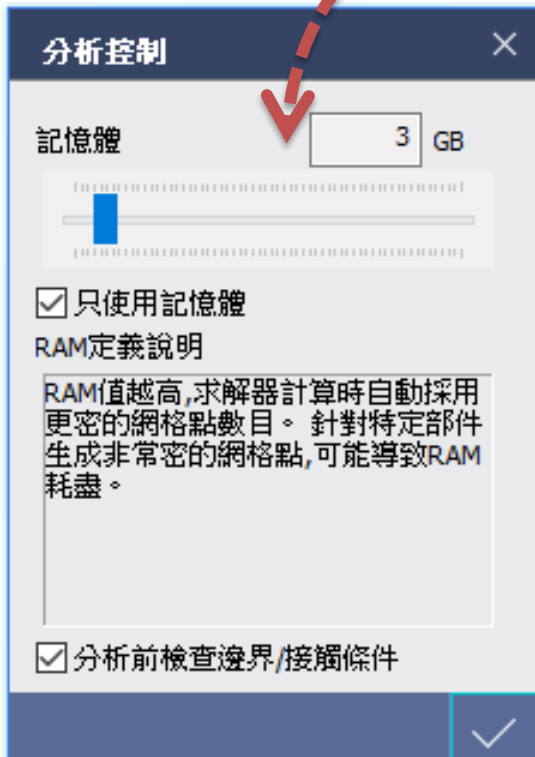 分析控制
記憶體 3 GB
只使用記憶體
RAM定義說明
RAM值越高,求解器計算時自動採用
更密的網格點數目。 針對特定部件
生成非常密的網格點,可能導致RAM
耗盡。
分析前檢查邊界/接觸條件